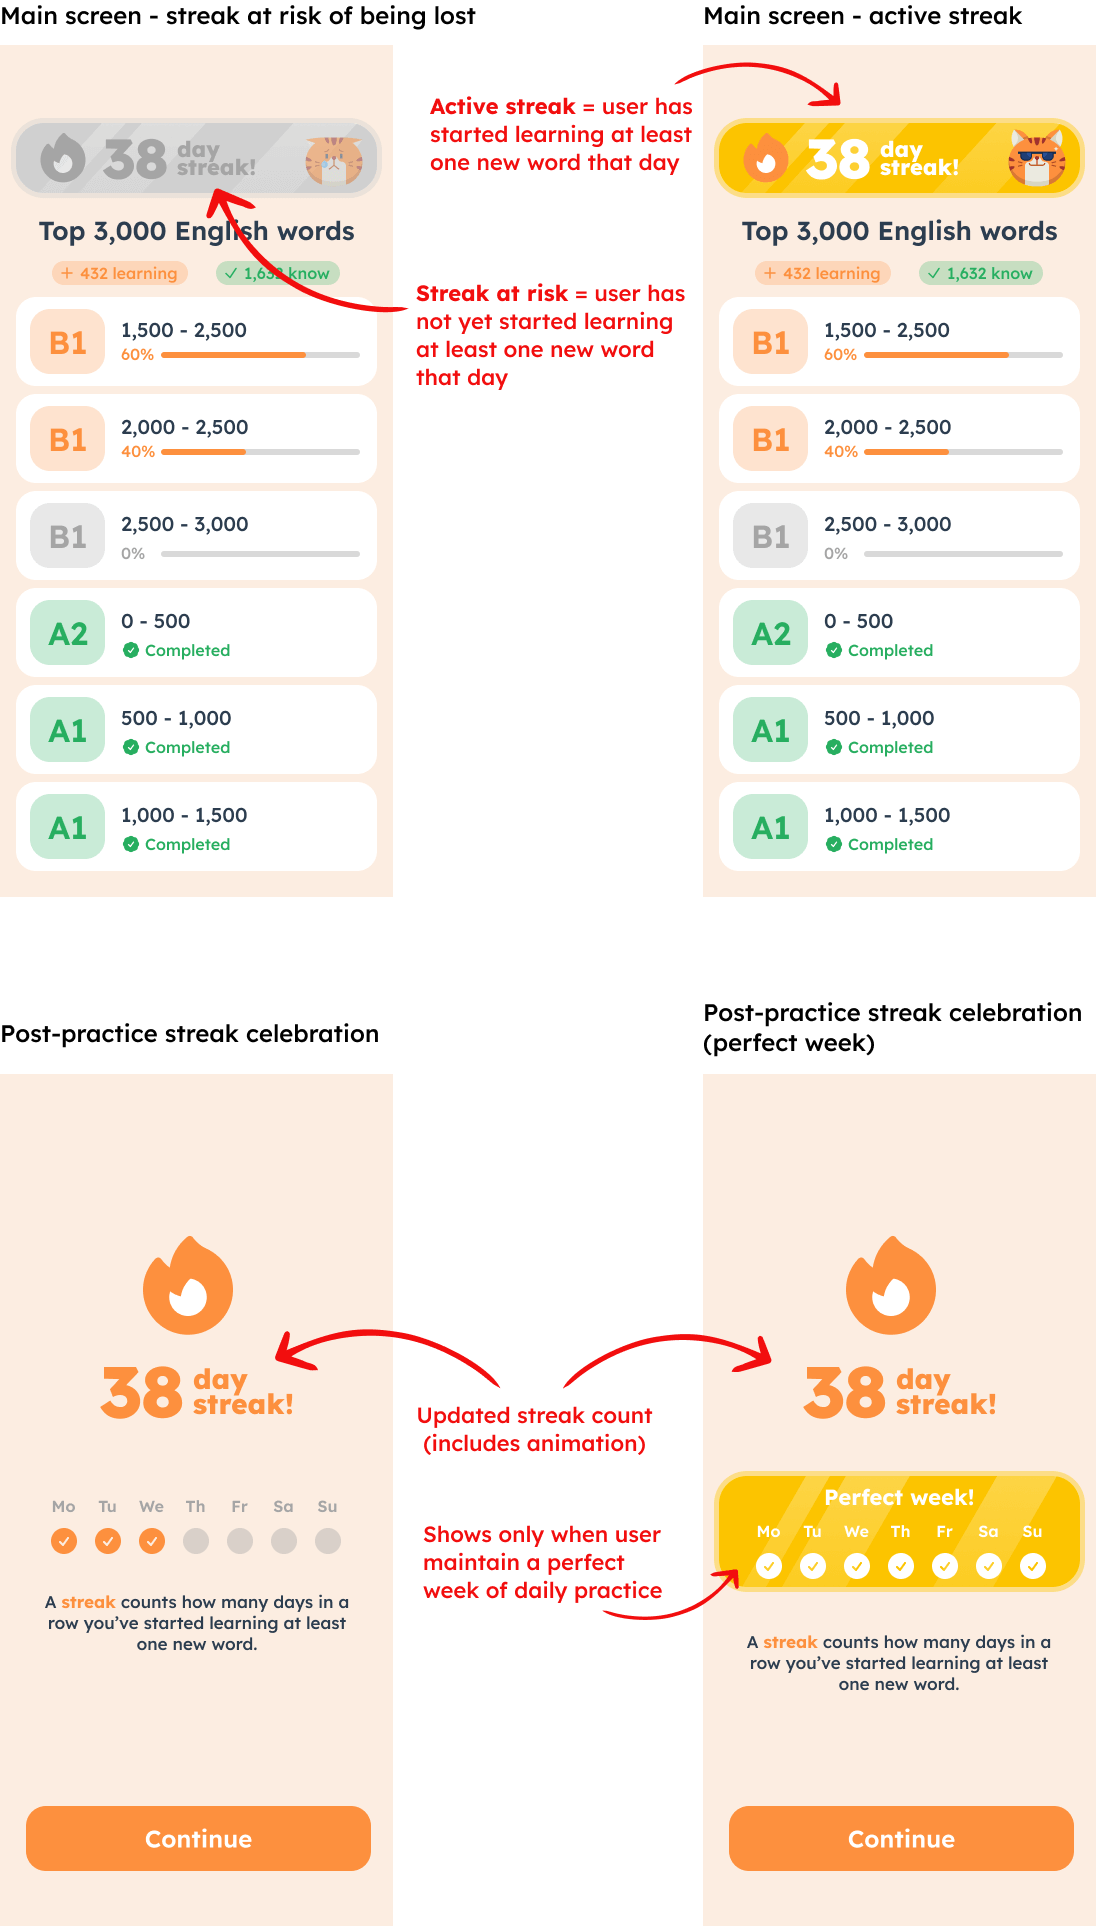 Main screen - streak at risk of being lost
38 day
streak!
Top 3,000 English words
432 learning
1,632 know
B1
1,500 - 2,500
60%
B1
2,000 - 2,500
40%
B1
2,500 - 3,000
0%
A2
0 - 500
Completed
A1
500 - 1,000
Completed
A1
1,000 - 1,500
Completed
Active streak = user has
started learning at least
one new word that day
Streak at risk = user has
not yet started learning
at least one new word
that day
Main screen - active streak
38 day
streak!
Top 3,000 English words
432 learning
1,632 know
B1
1,500 - 2,500
60%
B1
2,000 - 2,500
40%
B1
2,500 - 3,000
0%
A2
0 - 500
Completed
A1
500 - 1,000
Completed
A1
1,000 - 1,500
Completed
Post-practice streak celebration
38 day
streak!
Mo Tu We Th Fr Sa Su
A streak counts how many days in a
row you’ve started learning at least
one new word.
Continue
Updated streak count
(includes animation)
Shows only when user
maintain a perfect
week of daily practice
Post-practice streak celebration
(perfect week)
38 day
streak!
Perfect week!
Mo Tu We Th Fr Sa Su
A streak counts how many days in a
row you’ve started learning at least
one new word.
Continue